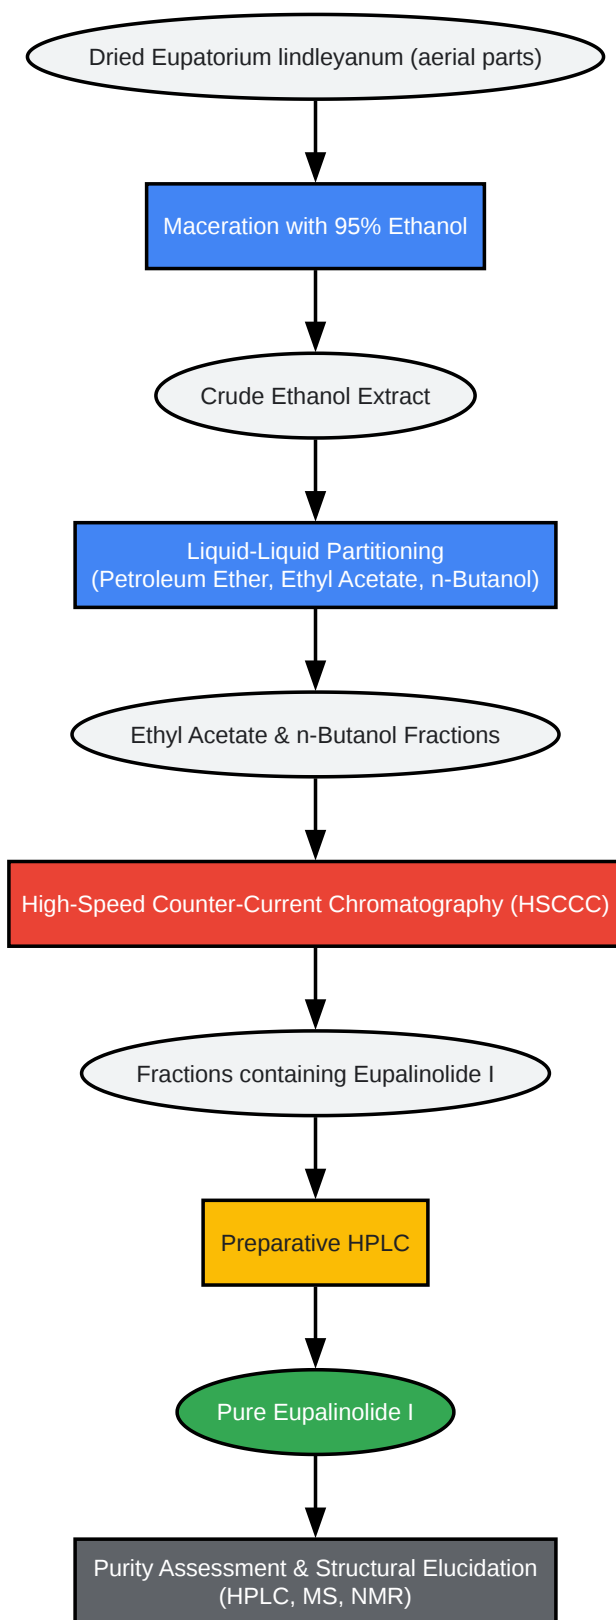 Dried Eupatorium lindleyanum (aerial parts)
Maceration with 95% Ethanol
Crude Ethanol Extract
Liquid-Liquid Partitioning
(Petroleum Ether, Ethyl Acetate, n-Butanol)
Ethyl Acetate & n-Butanol Fractions
High-Speed Counter-Current Chromatography (HSCCC)
Fractions containing Eupalinolide I
Preparative HPLC
Pure Eupalinolide I
Purity Assessment & Structural Elucidation
(HPLC, MS, NMR)